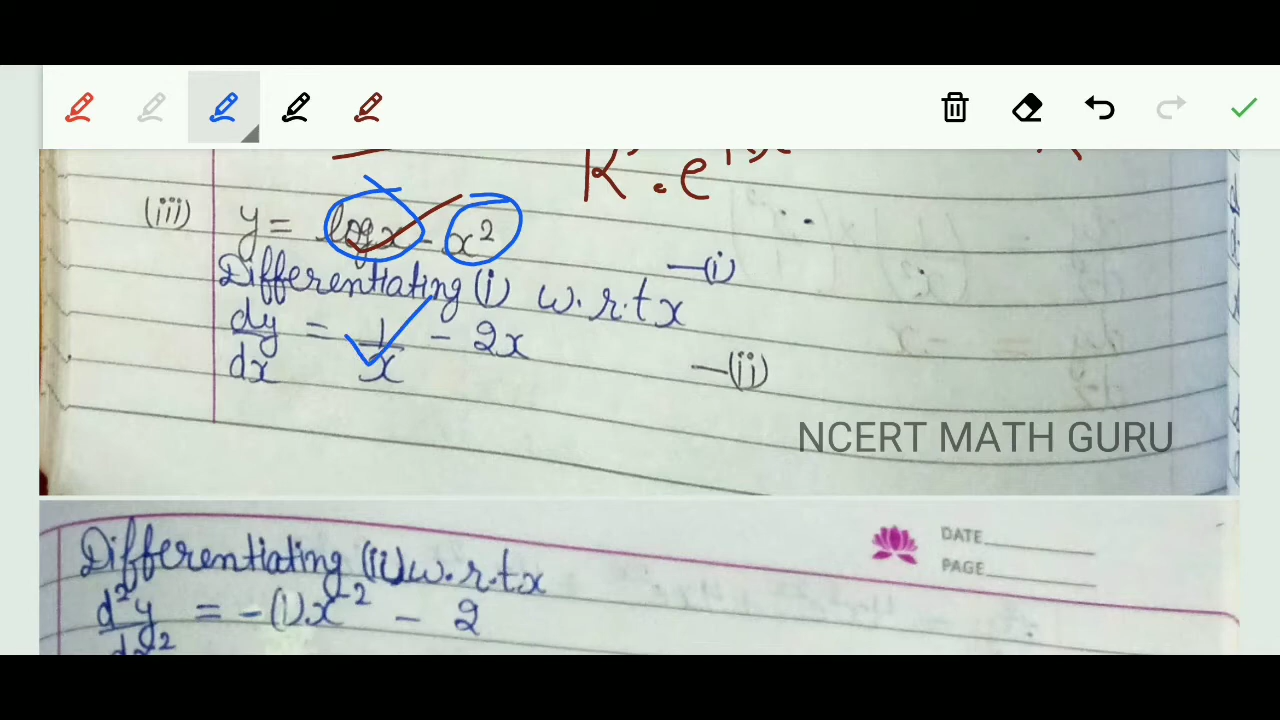 K . e
(iii) y = log x - x²
—(i)
Differentiating (i) w.r.t x
dy/dx = 1/x - 2x —(ii)
NCERT MATH GURU
DATE
PAGE
Differentiating (ii) w.r.t x
d²y/dx² = -(1).x⁻² - 2